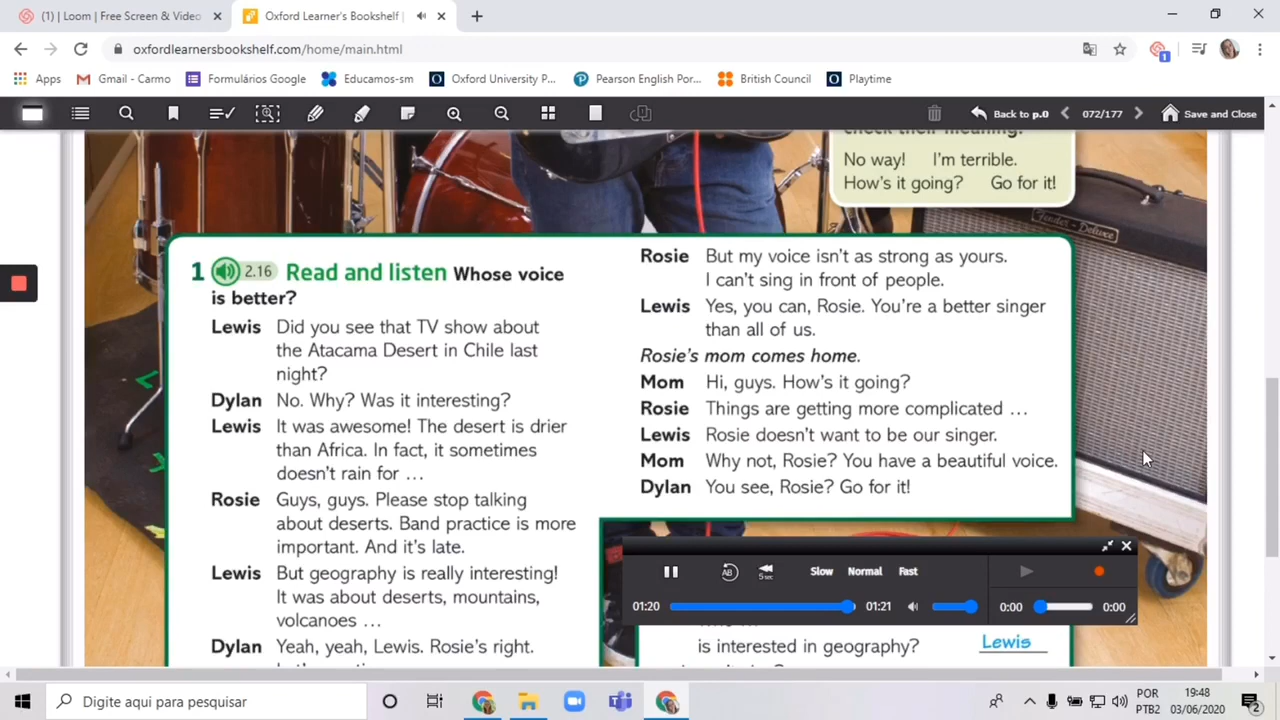 (1) | Loom | Free Screen & Video
Oxford Learner's Bookshelf |
oxfordlearnersbookshelf.com/home/main.html
1
Apps
Gmail - Carmo
Formulários Google
Educamos-sm
Oxford University P...
Pearson English Por...
British Council
Playtime
Back to p.0
072/177
Save and Close
check their meaning.
No way! I'm terrible.
How's it going? Go for it!
Fender-Deluxe
1 2.16 Read and listen Whose voice
is better?
Lewis Did you see that TV show about
the Atacama Desert in Chile last
night?
Dylan No. Why? Was it interesting?
Lewis It was awesome! The desert is drier
than Africa. In fact, it sometimes
doesn't rain for ...
Rosie Guys, guys. Please stop talking
about deserts. Band practice is more
important. And it's late.
Lewis But geography is really interesting!
It was about deserts, mountains,
volcanoes ...
Dylan Yeah, yeah, Lewis. Rosie's right.
Rosie But my voice isn't as strong as yours.
I can't sing in front of people.
Lewis Yes, you can, Rosie. You're a better singer
than all of us.
Rosie's mom comes home.
Mom Hi, guys. How's it going?
Rosie Things are getting more complicated ...
Lewis Rosie doesn't want to be our singer.
Mom Why not, Rosie? You have a beautiful voice.
Dylan You see, Rosie? Go for it!
AB
5 sec
Slow Normal Fast
01:20
01:21
0:00
0:00
is interested in geography? Lewis
Digite aqui para pesquisar
POR
PTB2
19:48
03/06/2020
2